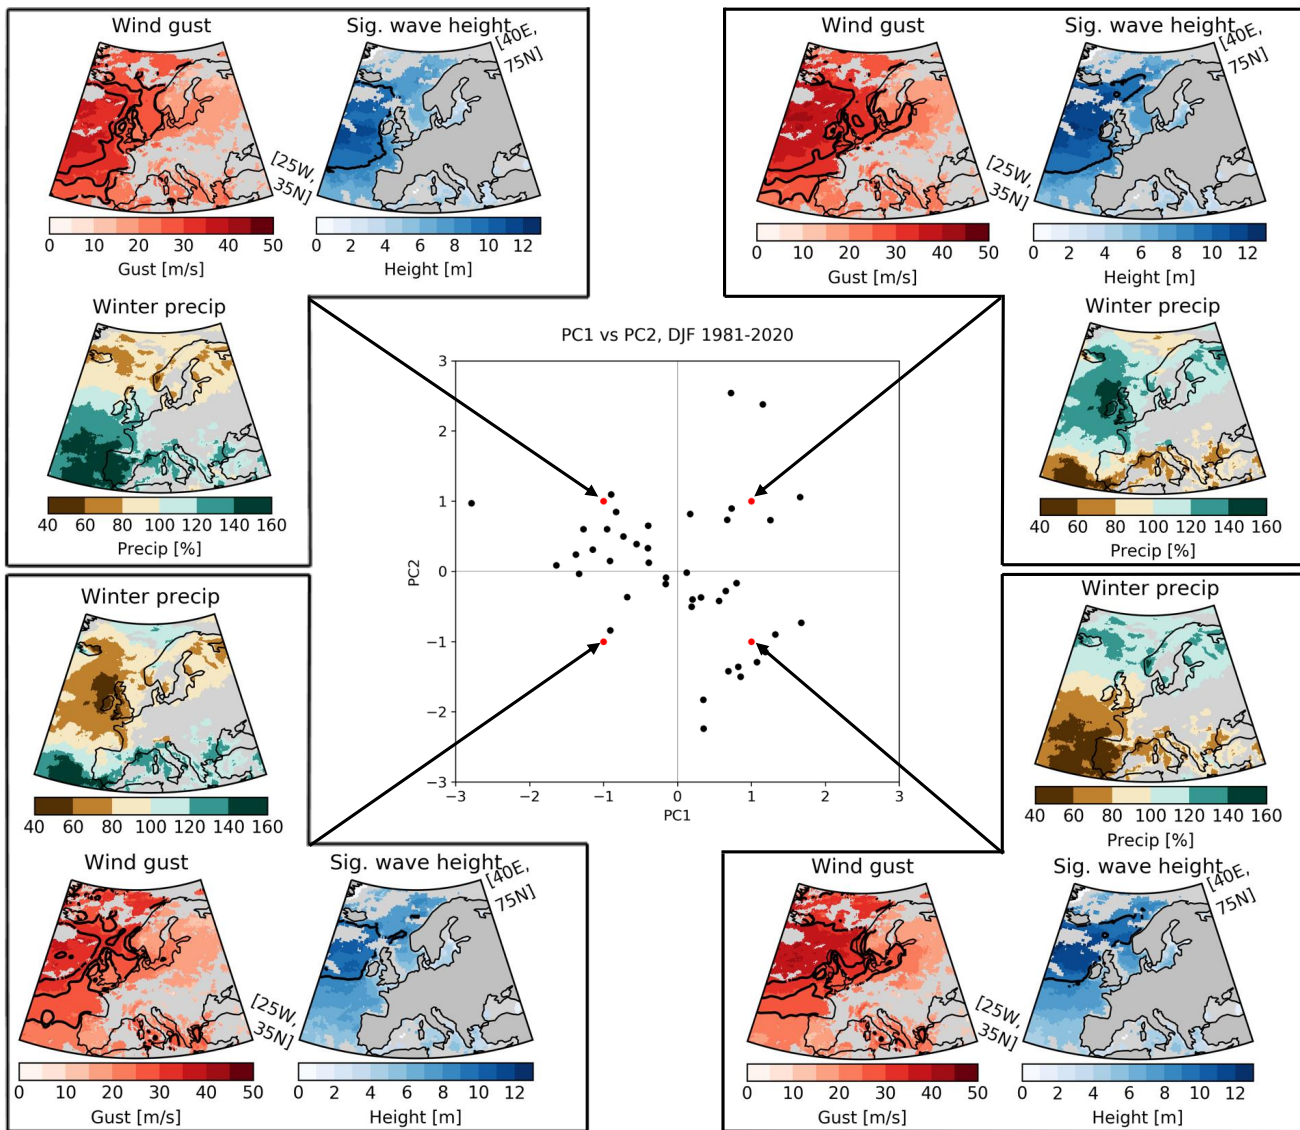 Wind gust
Sig. wave height
[40E,
75N]
[25W,
35N]
0 10 20 30 40 50
Gust [m/s]
0 2 4 6 8 10 12
Height [m]
Winter precip
40 60 80 100 120 140 160
Precip [%]
Wind gust
Sig. wave height
[40E,
75N]
[25W,
35N]
0 10 20 30 40 50
Gust [m/s]
0 2 4 6 8 10 12
Height [m]
Winter precip
40 60 80 100 120 140 160
Precip [%]
PC1 vs PC2, DJF 1981-2020
3
2
1
0
−1
−2
−3
PC2
−3 −2 −1 0 1 2 3
PC1
Winter precip
40 60 80 100 120 140 160
Precip [%]
Wind gust
Sig. wave height
[40E,
75N]
[25W,
35N]
0 10 20 30 40 50
Gust [m/s]
0 2 4 6 8 10 12
Height [m]
Winter precip
40 60 80 100 120 140 160
Precip [%]
Wind gust
Sig. wave height
[40E,
75N]
[25W,
35N]
0 10 20 30 40 50
Gust [m/s]
0 2 4 6 8 10 12
Height [m]